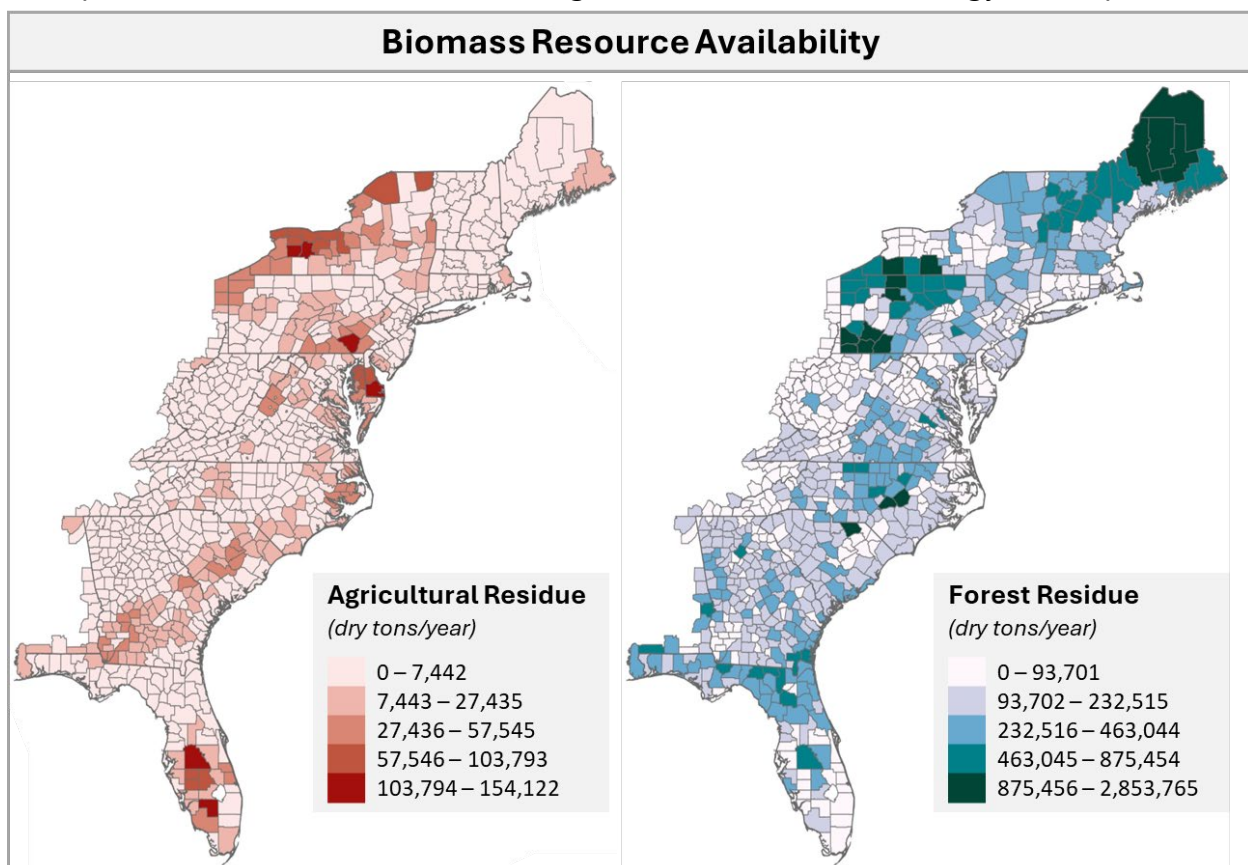 Biomass Resource Availability
Agricultural Residue
(dry tons/year)
0 – 7,442
7,443 – 27,435
27,436 – 57,545
57,546 – 103,793
103,794 – 154,122
Forest Residue
(dry tons/year)
0 – 93,701
93,702 – 232,515
232,516 – 463,044
463,045 – 875,454
875,456 – 2,853,765